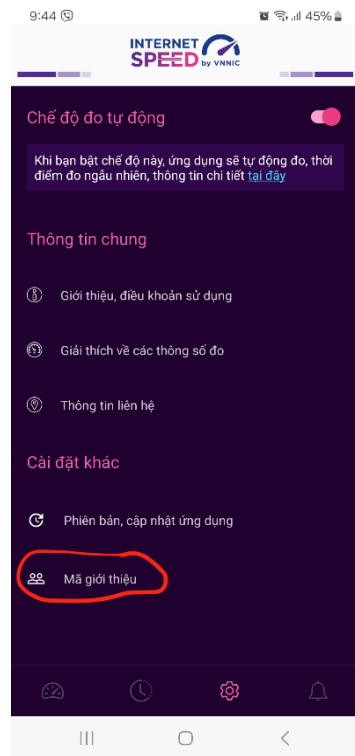 9:44
45%
INTERNET
SPEED by VNNIC
Chế độ đo tự động
Khi bạn bật chế độ này, ứng dụng sẽ tự động đo, thời
điểm đo ngẫu nhiên, thông tin chi tiết tại đây
Thông tin chung
Giới thiệu, điều khoản sử dụng
Giải thích về các thông số đo
Thông tin liên hệ
Cài đặt khác
Phiên bản, cập nhật ứng dụng
Mã giới thiệu